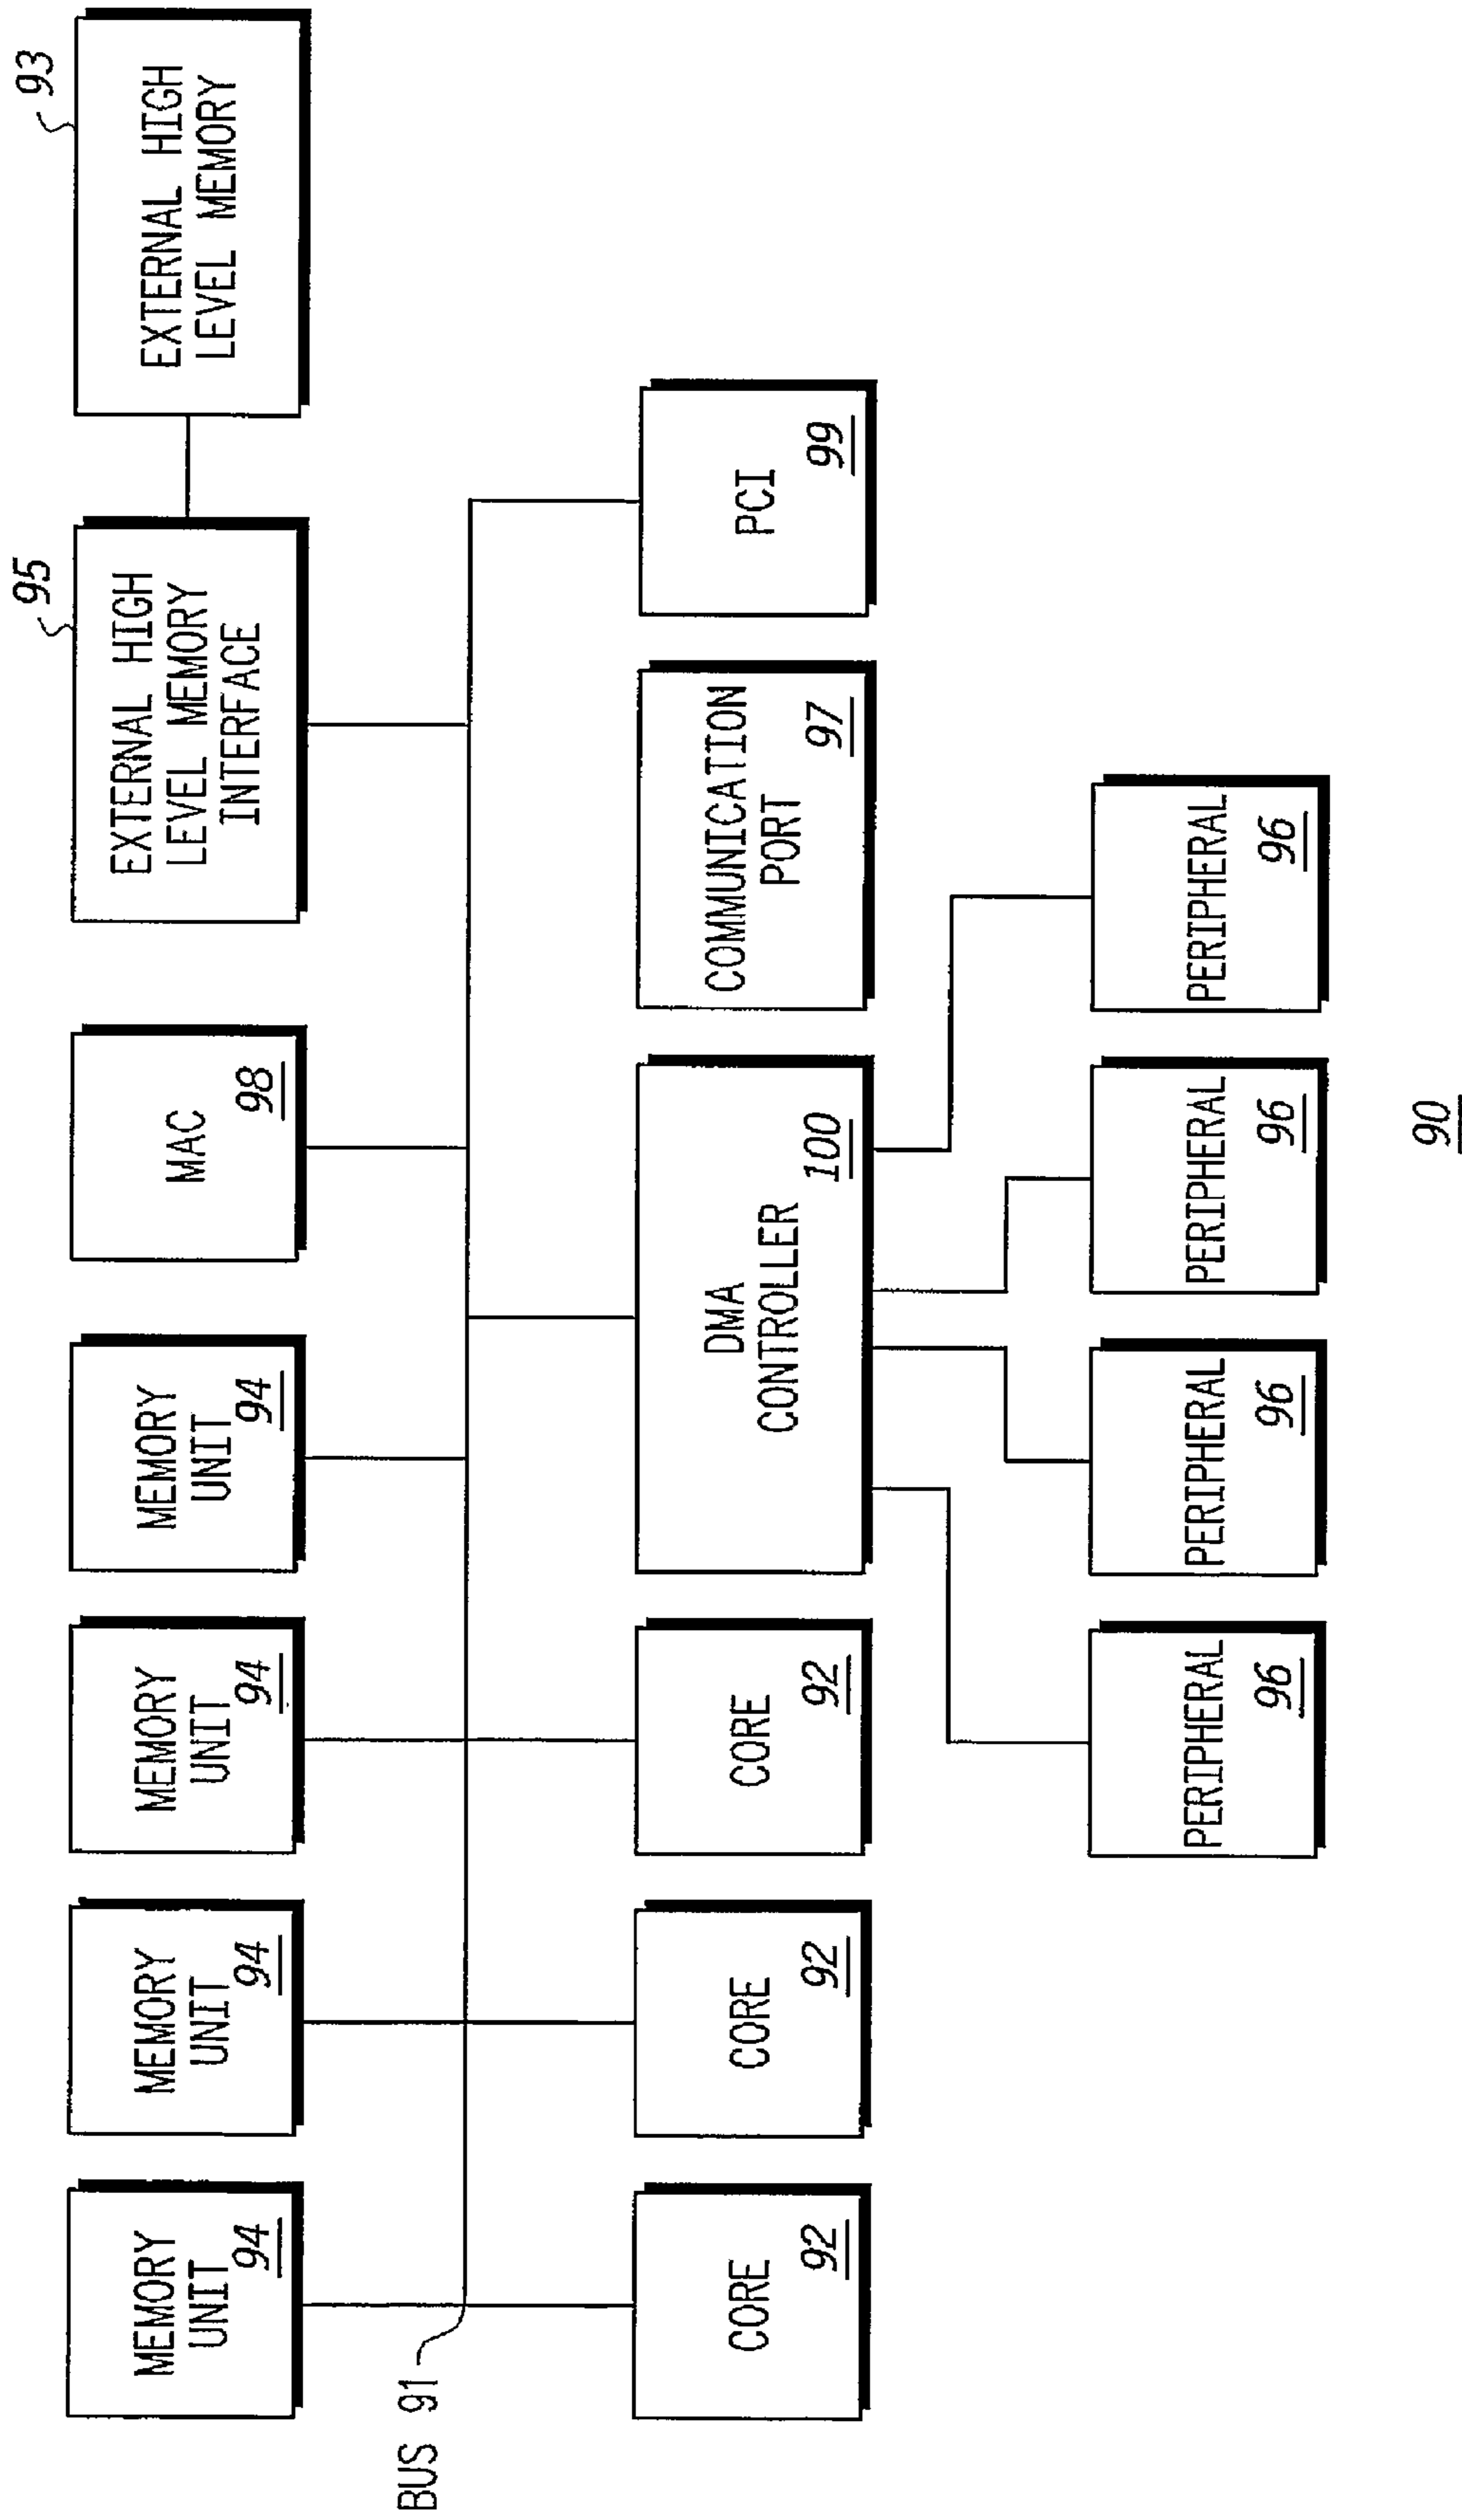 MEMORY
UNIT
94
MEMORY
UNIT
94
MEMORY
UNIT
94
MEMORY
UNIT
94
MAC
98
95
EXTERNAL HIGH
LEVEL MEMORY
INTERFACE
93
EXTERNAL HIGH
LEVEL MEMORY
BUS 91
CORE
92
CORE
92
CORE
92
DMA
CONTROLLER
100
COMMUNICATION
PORT
97
PCI
99
PERIPHERAL
96
PERIPHERAL
96
PERIPHERAL
96
PERIPHERAL
96
90